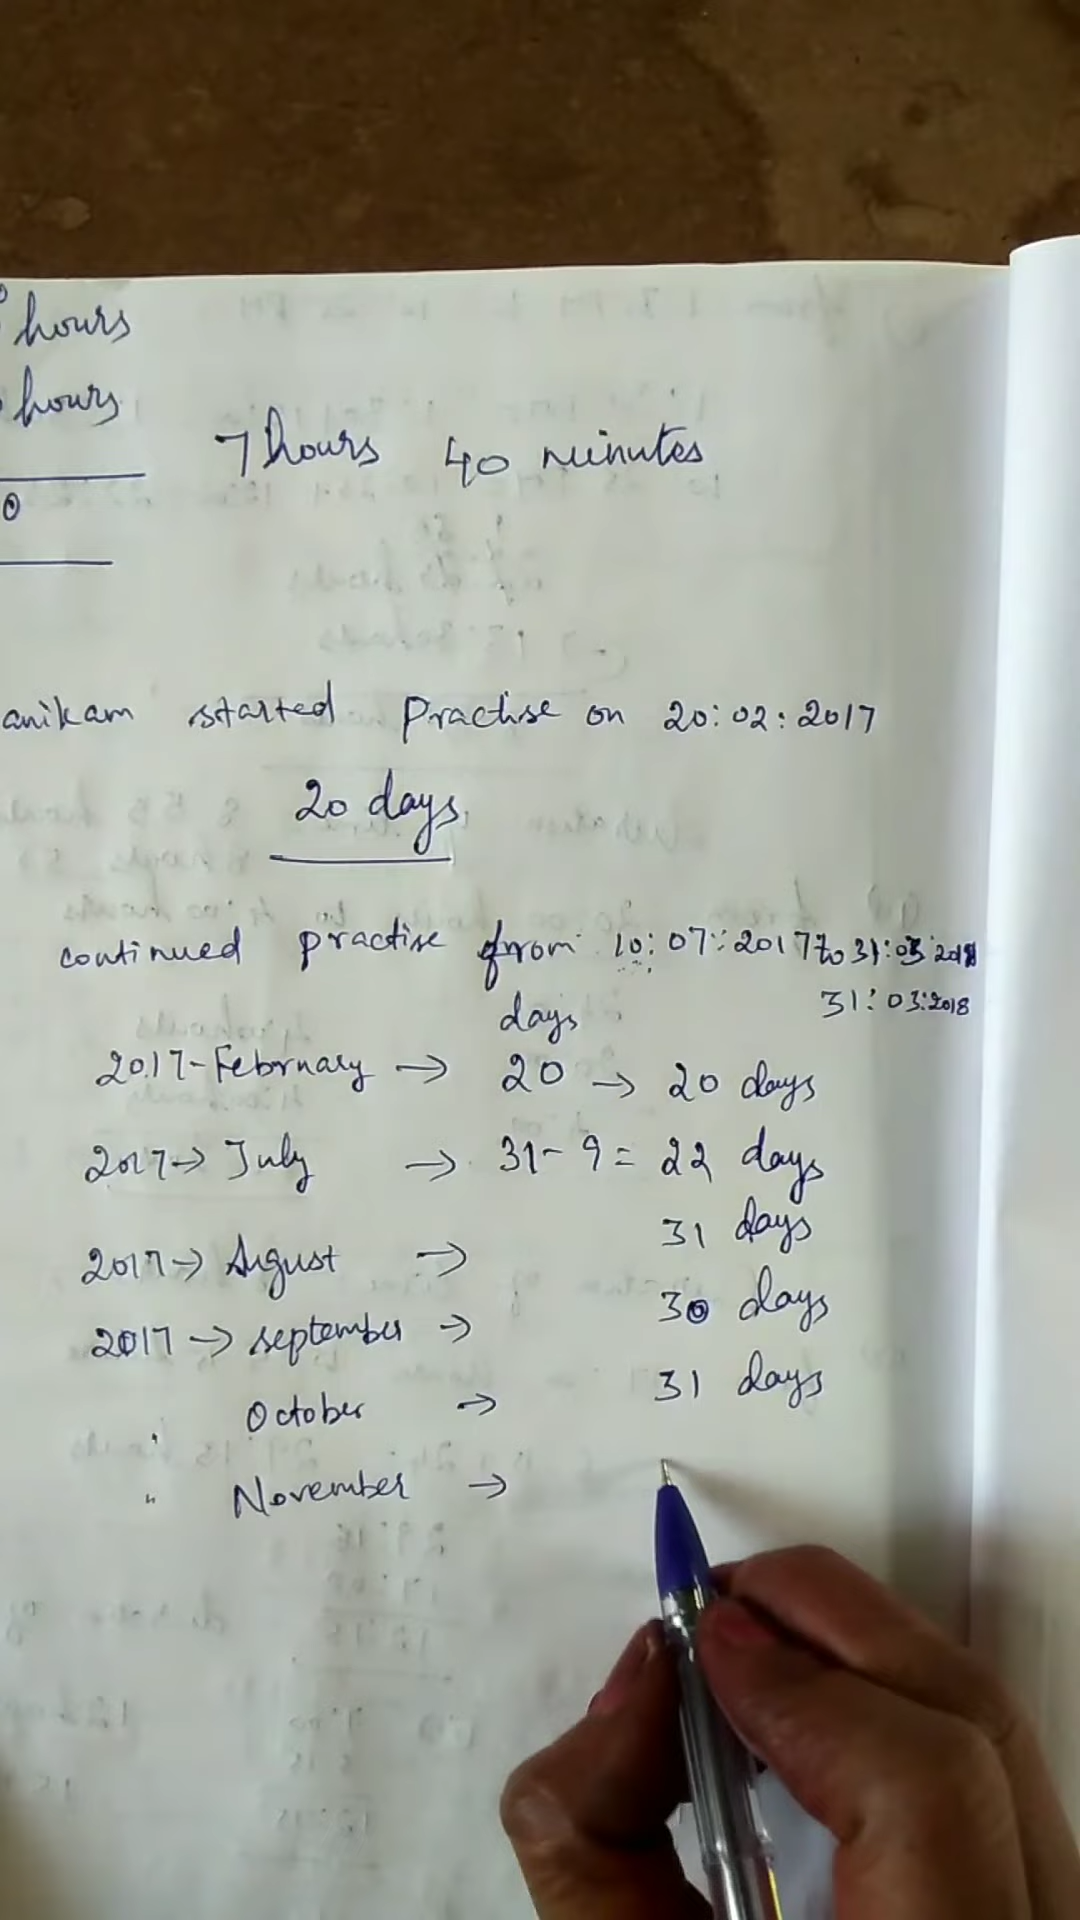 hours
hours
7 hours 40 minutes
0
anikam started Practise on 20:02:2017
20 days
continued practise from 10:07:2017 to 31:03:2018
31:03:2018
days
2017-February → 20 → 20 days
2017→ July → 31-9= 22 days
2017→ August → 31 days
2017 → September → 30 days
" October → 31 days
" November →